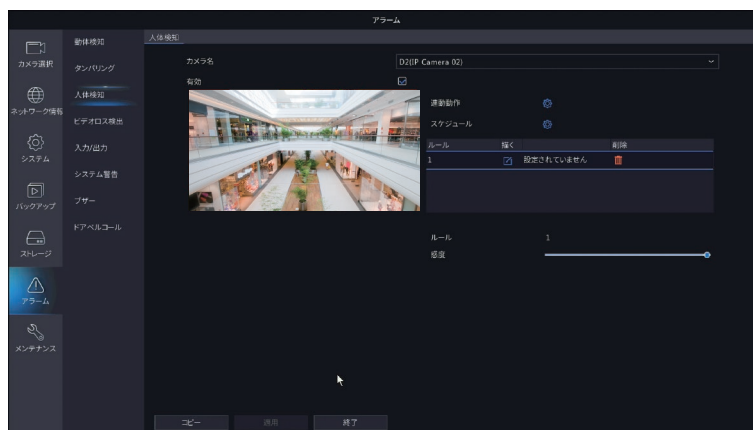 アラーム
カメラ選択
ネットワーク情報
システム
バックアップ
ストレージ
アラーム
メンテナンス
動体検知
タンパリング
人体検知
ビデオロス検出
入力/出力
システム警告
ブザー
ドアベルコール
人体検知
カメラ名 D2(IP Camera 02)
有効
連動動作
スケジュール
ルール 描く 削除
1 設定されていません
ルール 1
感度
コピー 適用 終了